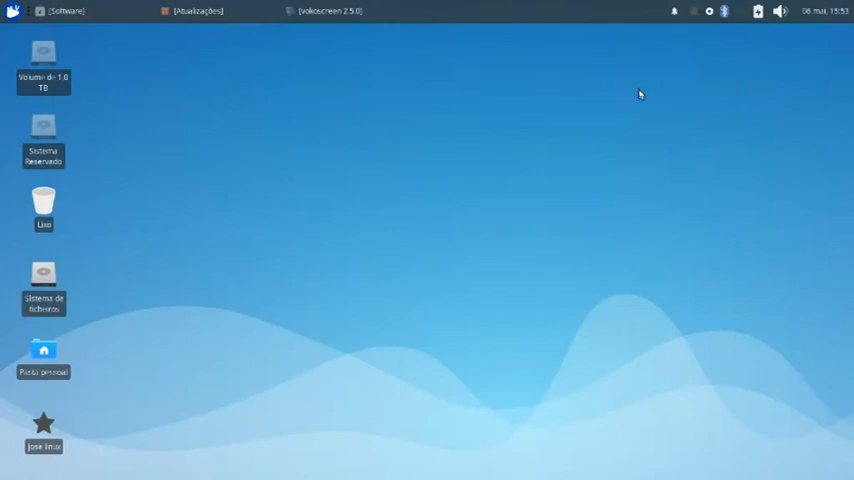 [Software]
[Atualizações]
[vokoscreen 2.5.0]
06 mai, 15:53
Volume de 1,0
TB
Sistema
Reservado
Lixo
Sistema de
ficheiros
Pasta pessoal
jose linux